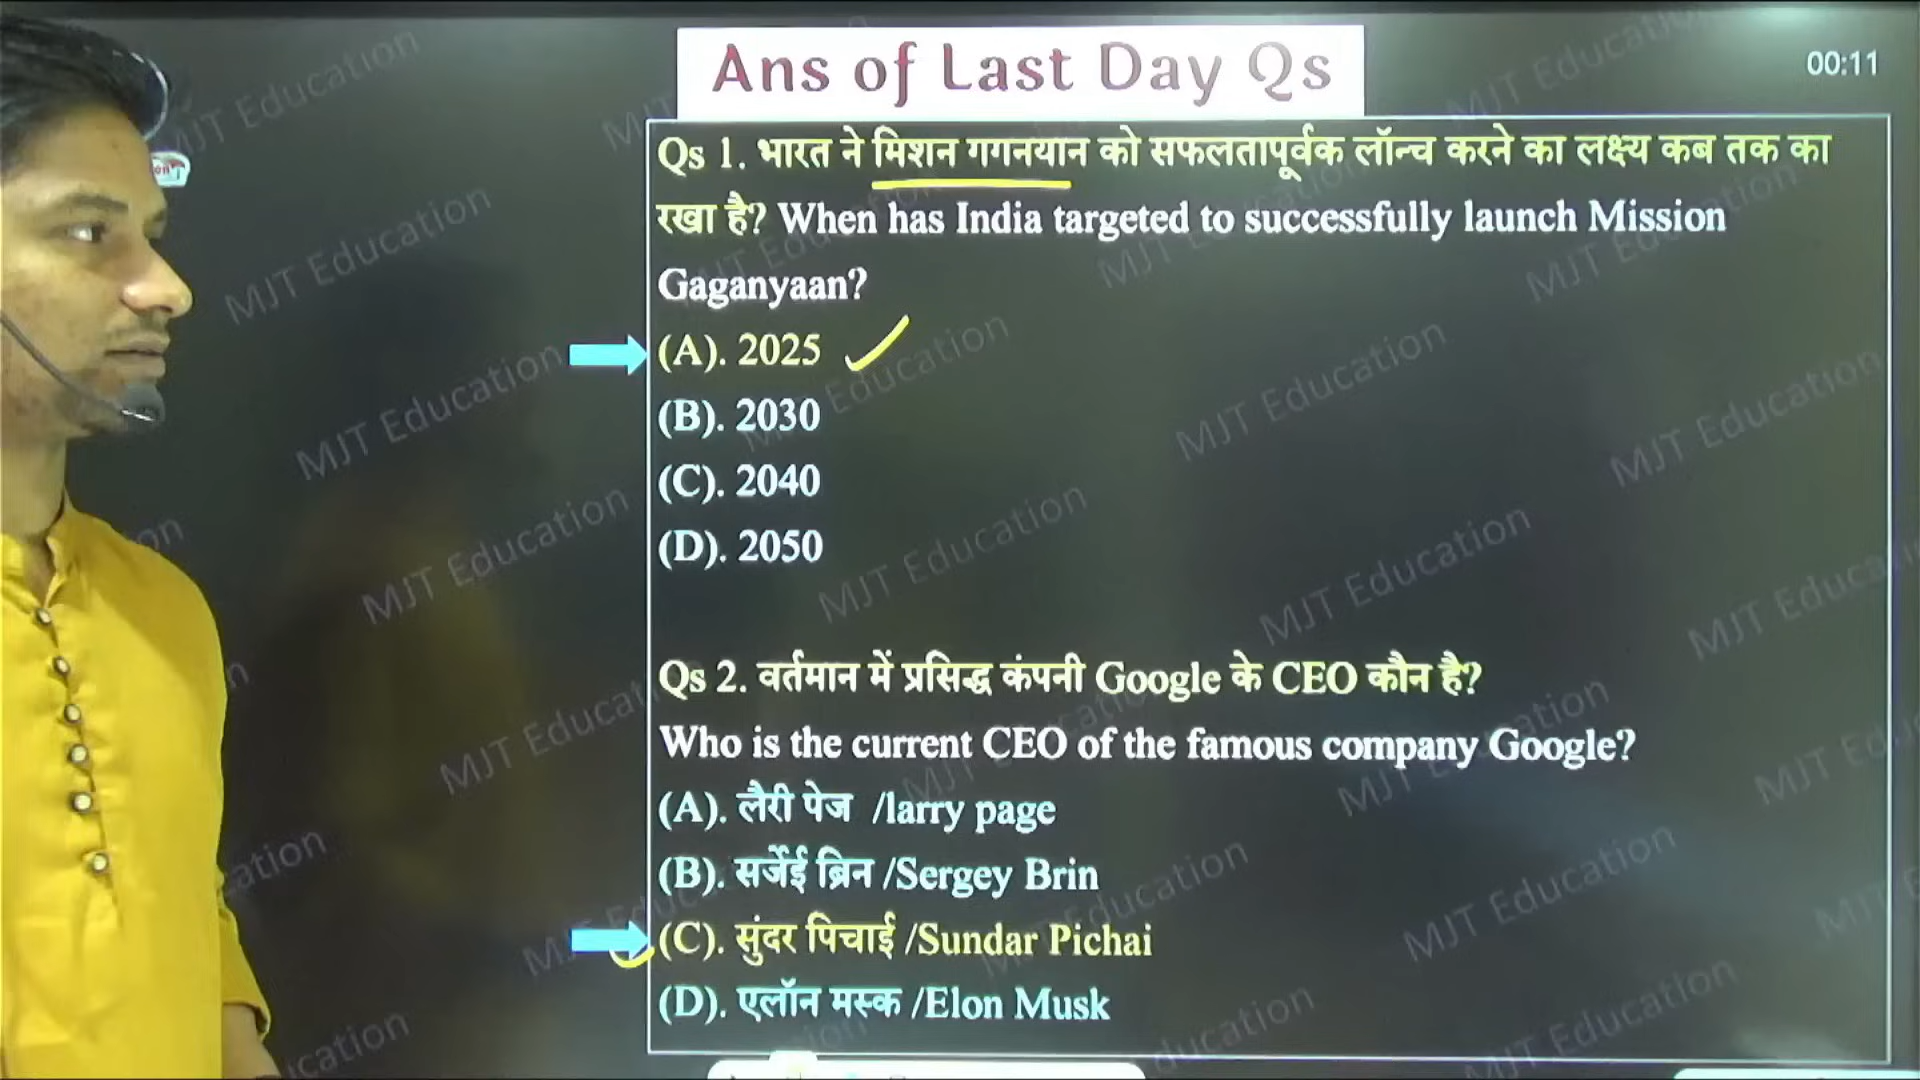 Ans of Last Day Qs
00:11
Qs 1. भारत ने मिशन गगनयान को सफलतापूर्वक लॉन्च करने का लक्ष्य कब तक का
रखा है? When has India targeted to successfully launch Mission
Gaganyaan?
(A). 2025
(B). 2030
(C). 2040
(D). 2050
Qs 2. वर्तमान में प्रसिद्ध कंपनी Google के CEO कौन है?
Who is the current CEO of the famous company Google?
(A). लैरी पेज /larry page
(B). सर्जेई ब्रिन /Sergey Brin
(C). सुंदर पिचाई /Sundar Pichai
(D). एलॉन मस्क /Elon Musk
MJT Education